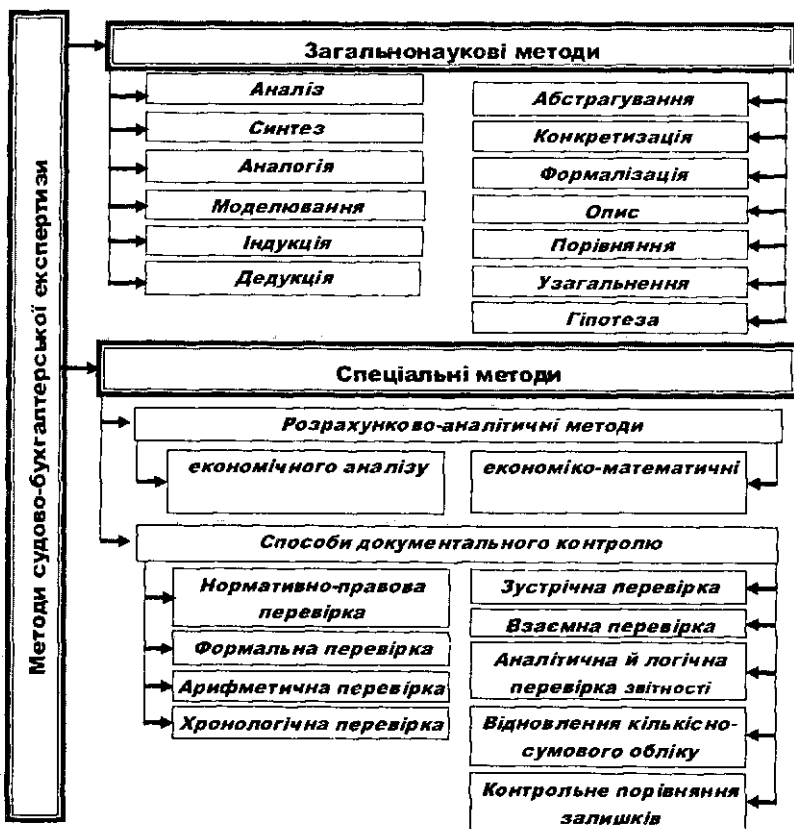 Методи судово-бухгалтерської експертизи
Загальнонаукові методи
Аналіз
Синтез
Аналогія
Моделювання
Індукція
Дедукція
Абстрагування
Конкретизація
Формалізація
Опис
Порівняння
Узагальнення
Гіпотеза
Спеціальні методи
Розрахунково-аналітичні методи
економічного аналізу
економіко-математичні
Способи документального контролю
Нормативно-правова
перевірка
Формальна перевірка
Арифметична перевірка
Хронологічна перевірка
Зустрічна перевірка
Взаємна перевірка
Аналітична й логічна
перевірка звітності
Відновлення кількісно-
сумового обліку
Контрольне порівняння
залишків